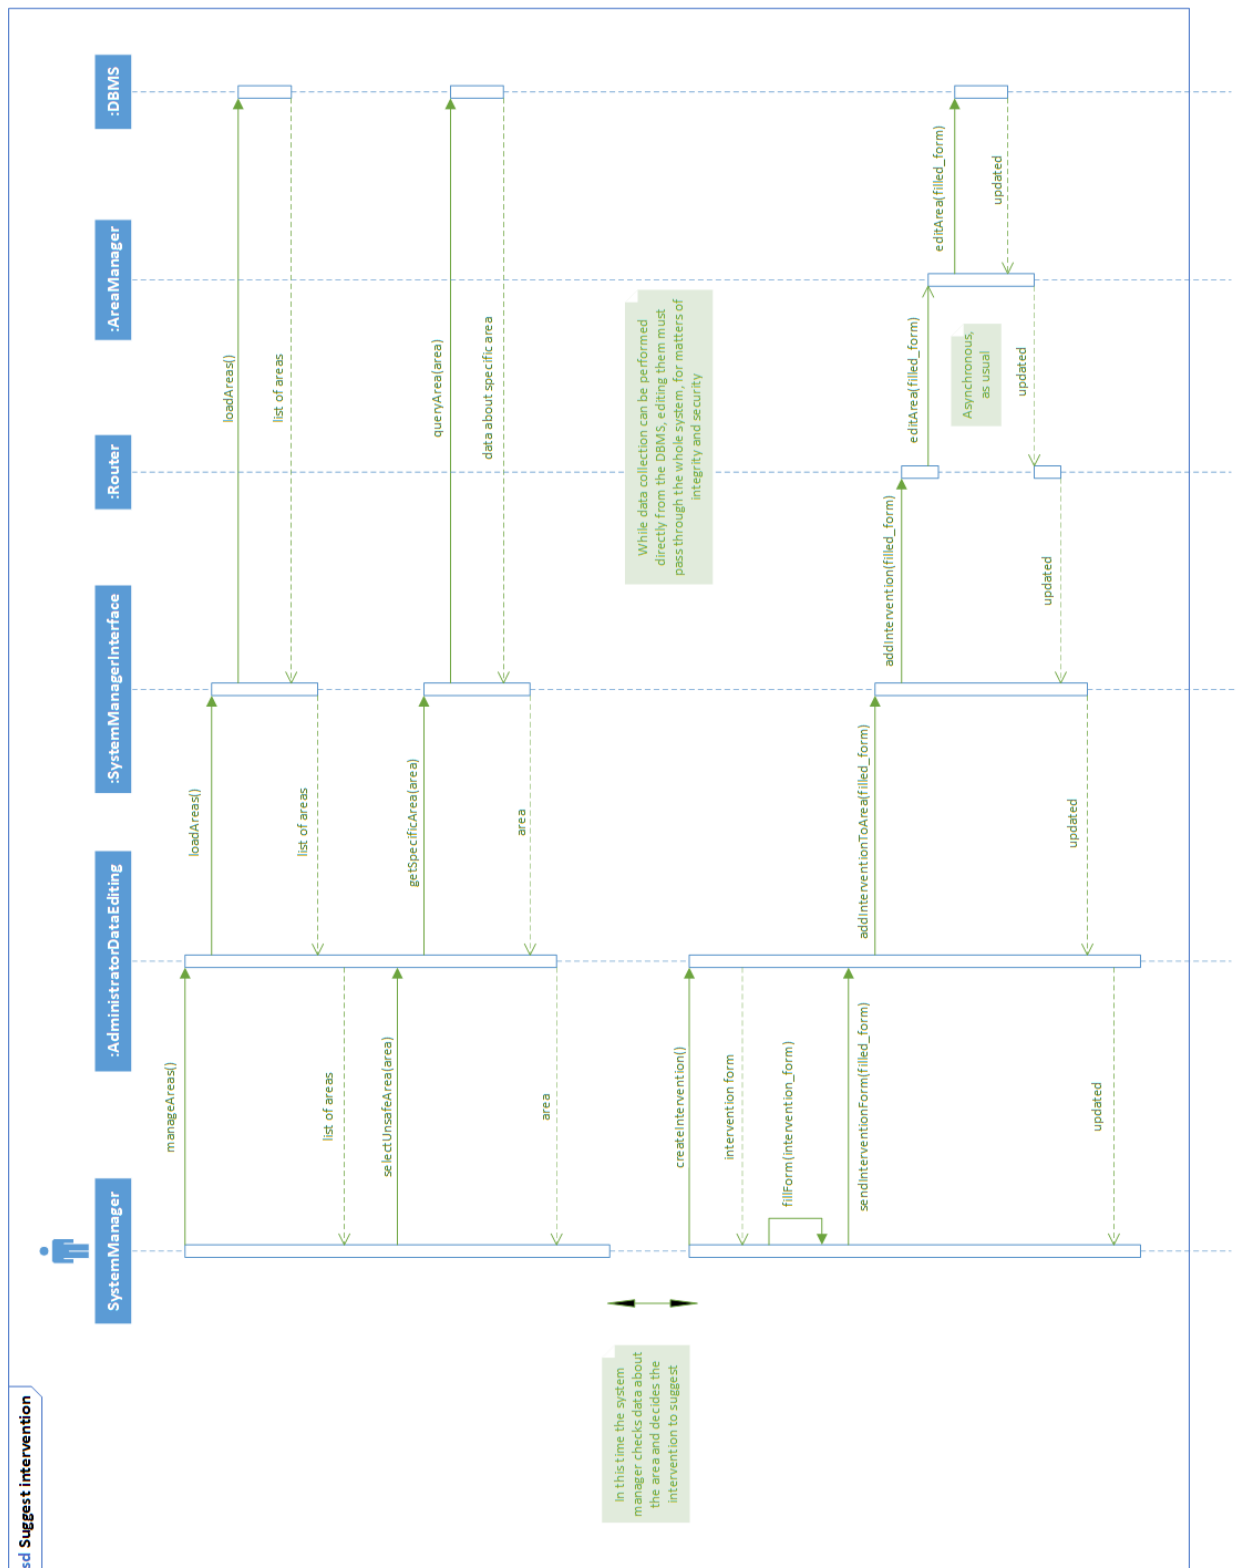 sd Suggest intervention
SystemManager
:AdministratorDataEditing
:SystemManagerInterface
:Router
:AreaManager
:DBMS
manageAreas()
loadAreas()
loadAreas()
list of areas
list of areas
list of areas
selectUnsafeArea(area)
getSpecificArea(area)
queryArea(area)
data about specific area
area
area
In this time the system
manager checks data about
the area and decides the
intervention to suggest
While data collection can be performed
directly from the DBMS, editing them must
pass through the whole system, for matters of
integrity and security
createIntervention()
intervention form
fillForm(intervention_form)
sendInterventionForm(filled_form)
addInterventionToArea(filled_form)
addIntervention(filled_form)
editArea(filled_form)
editArea(filled_form)
Asynchronous,
as usual
updated
updated
updated
updated
updated